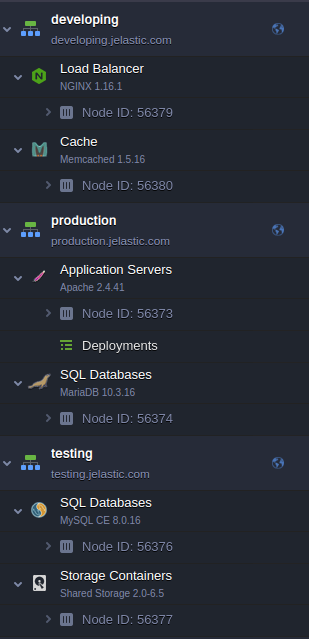 developing
developing.jelastic.com
Load Balancer
NGINX 1.16.1
Node ID: 56379
Cache
Memcached 1.5.16
Node ID: 56380
production
production.jelastic.com
Application Servers
Apache 2.4.41
Node ID: 56373
Deployments
SQL Databases
MariaDB 10.3.16
Node ID: 56374
testing
testing.jelastic.com
SQL Databases
MySQL CE 8.0.16
Node ID: 56376
Storage Containers
Shared Storage 2.0-6.5
Node ID: 56377